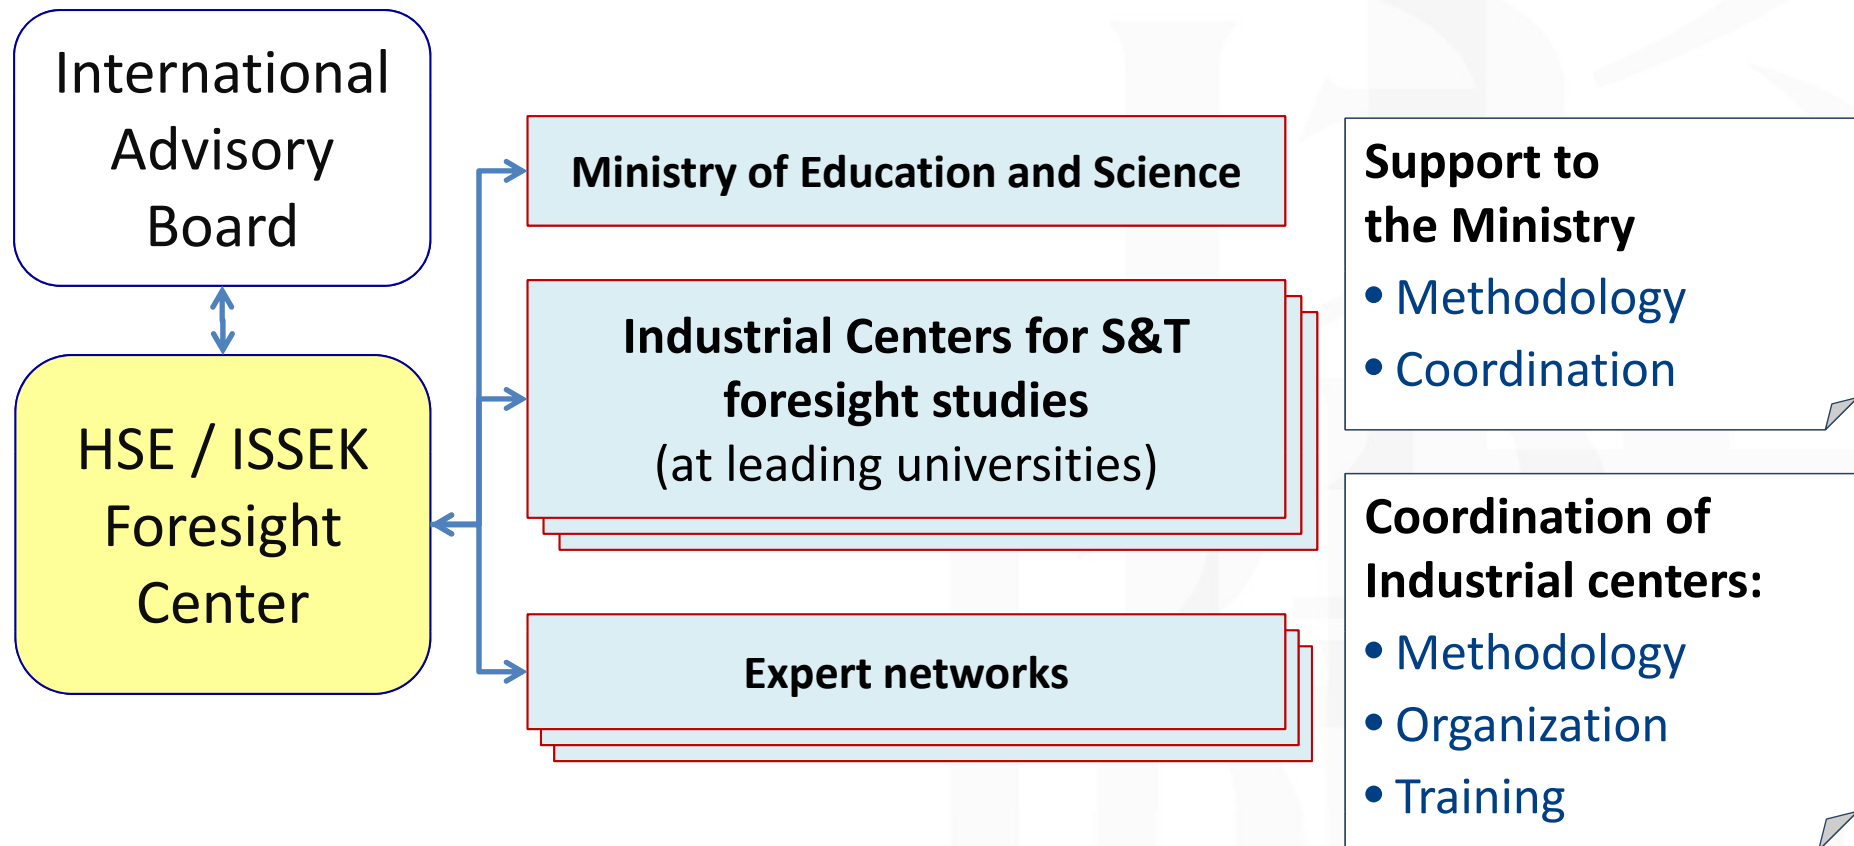 International
Advisory
Board
HSE / ISSEK
Foresight
Center
Ministry of Education and Science
Industrial Centers for S&T
foresight studies
(at leading universities)
Expert networks
Support to
the Ministry
• Methodology
• Coordination
Coordination of
Industrial centers:
• Methodology
• Organization
• Training